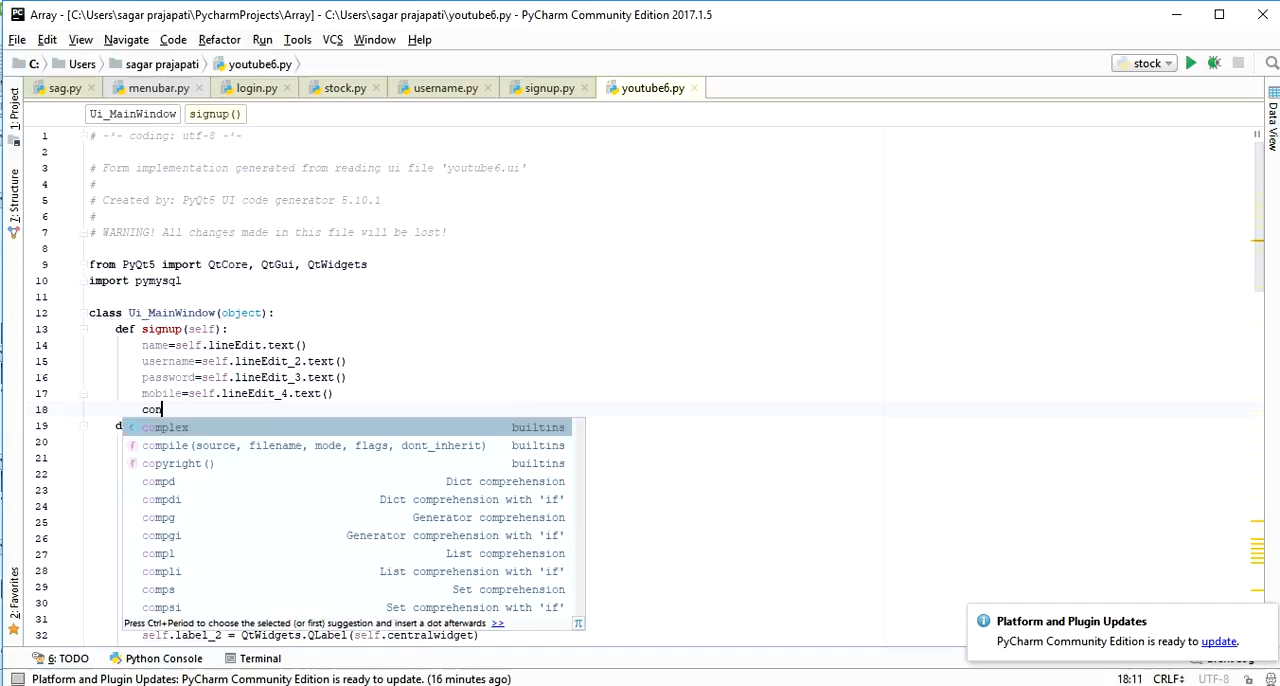 Array - [C:\Users\sagar prajapati\PycharmProjects\Array] - C:\Users\sagar prajapati\youtube6.py - PyCharm Community Edition 2017.1.5
File Edit View Navigate Code Refactor Run Tools VCS Window Help
C: Users sagar prajapati youtube6.py stock
sag.py menubar.py login.py stock.py username.py signup.py youtube6.py
1: Project
7: Structure
2: Favorites
Data View
Ui_MainWindow signup()
1 # -*- coding: utf-8 -*-
2
3 # Form implementation generated from reading ui file 'youtube6.ui'
4 #
5 # Created by: PyQt5 UI code generator 5.10.1
6 #
7 # WARNING! All changes made in this file will be lost!
8
9 from PyQt5 import QtCore, QtGui, QtWidgets
10 import pymysql
11
12 class Ui_MainWindow(object):
13 def signup(self):
14 name=self.lineEdit.text()
15 username=self.lineEdit_2.text()
16 password=self.lineEdit_3.text()
17 mobile=self.lineEdit_4.text()
18 con
19 d
20
21
22
23
24
25
26
27
28
29
30
31
32 self.label_2 = QtWidgets.QLabel(self.centralwidget)
complex builtins
compile(source, filename, mode, flags, dont_inherit) builtins
copyright() builtins
compd Dict comprehension
compdi Dict comprehension with 'if'
compg Generator comprehension
compgi Generator comprehension with 'if'
compl List comprehension
compli List comprehension with 'if'
comps Set comprehension
compsi Set comprehension with 'if'
Press Ctrl+Period to choose the selected (or first) suggestion and insert a dot afterwards >> π
Platform and Plugin Updates
PyCharm Community Edition is ready to update.
6: TODO Python Console Terminal
Platform and Plugin Updates: PyCharm Community Edition is ready to update. (16 minutes ago) 18:11 CRLF UTF-8